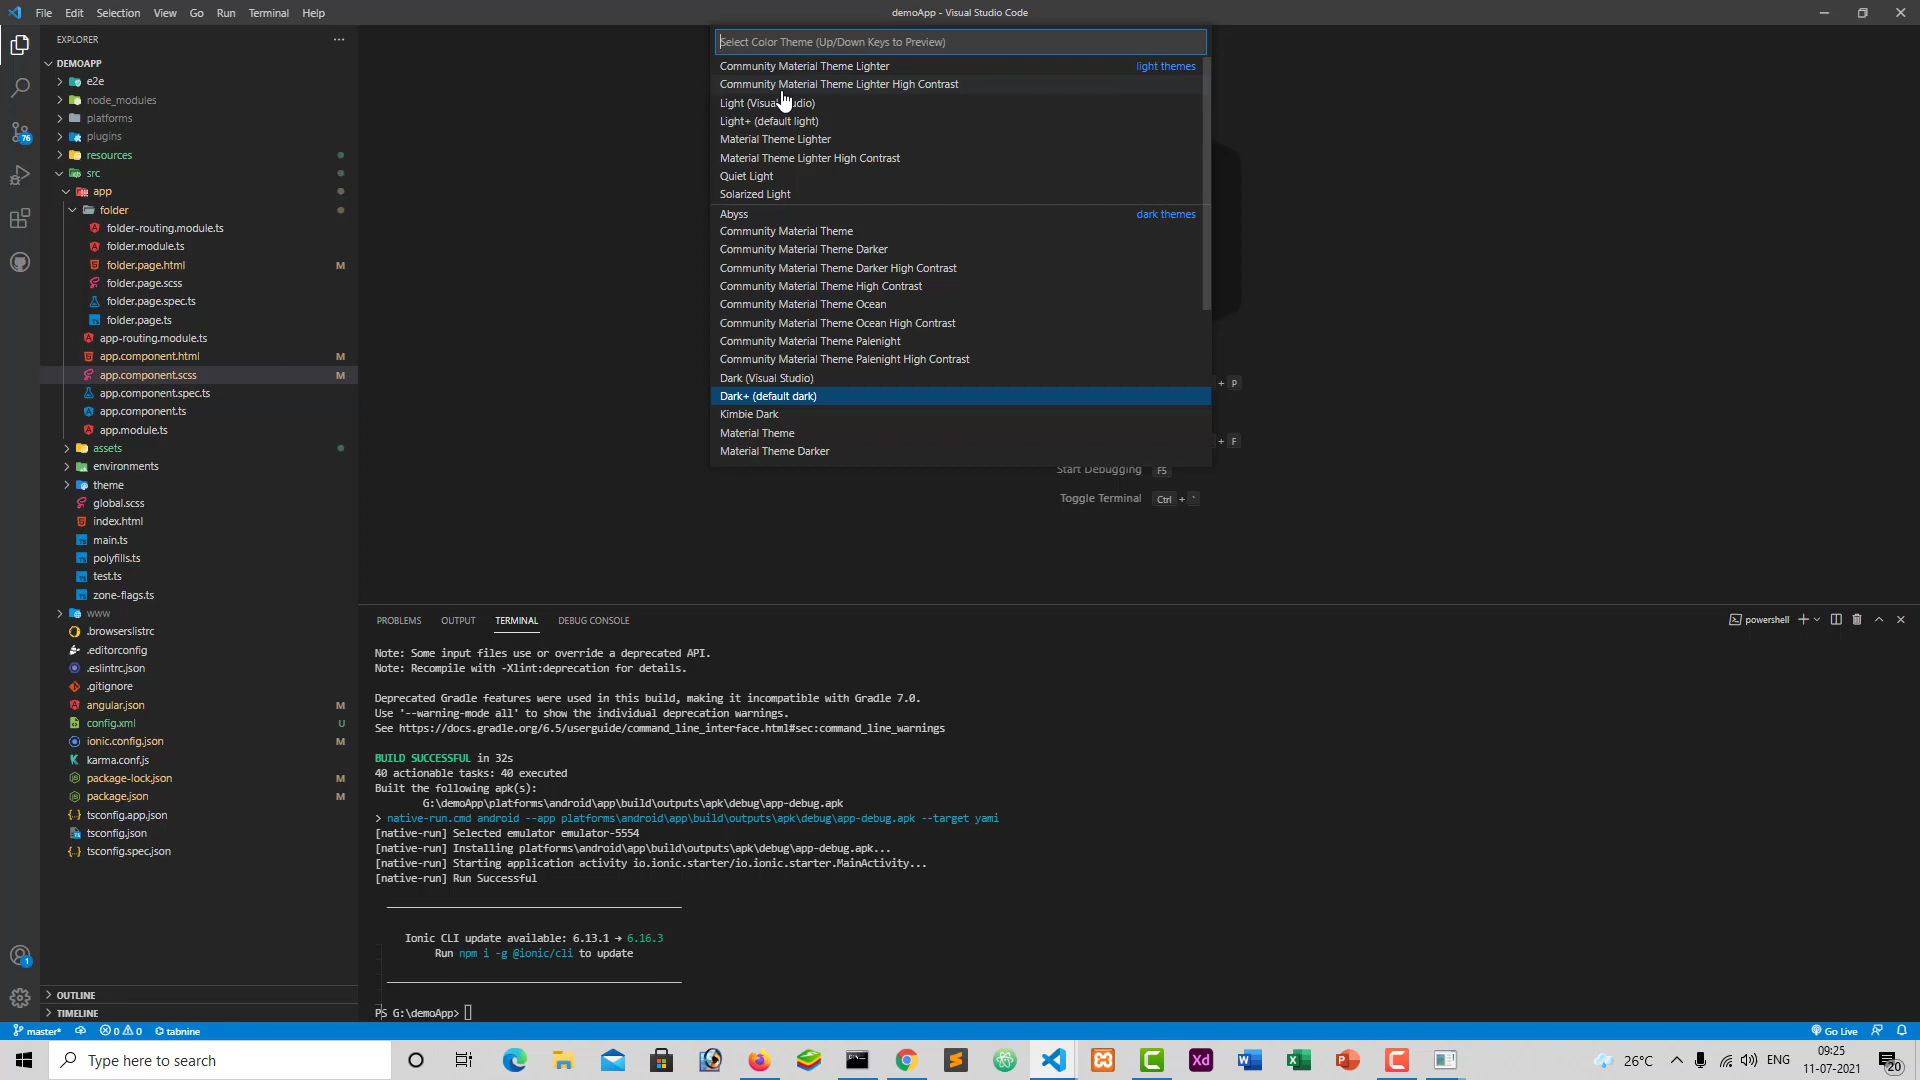 File Edit Selection View Go Run Terminal Help
demoApp - Visual Studio Code
EXPLORER
DEMOAPP
e2e
node_modules
platforms
plugins
resources
src
app
folder
folder-routing.module.ts
folder.module.ts
folder.page.html M
folder.page.scss
folder.page.spec.ts
folder.page.ts
app-routing.module.ts
app.component.html M
app.component.scss M
app.component.spec.ts
app.component.ts
app.module.ts
assets
environments
theme
global.scss
index.html
main.ts
polyfills.ts
test.ts
zone-flags.ts
www
.browserslistrc
.editorconfig
.eslintrc.json
.gitignore
angular.json M
config.xml U
ionic.config.json M
karma.conf.js
package-lock.json M
package.json M
tsconfig.app.json
tsconfig.json
tsconfig.spec.json
OUTLINE
TIMELINE
76
1
Select Color Theme (Up/Down Keys to Preview)
Community Material Theme Lighter light themes
Community Material Theme Lighter High Contrast
Light (Visual Studio)
Light+ (default light)
Material Theme Lighter
Material Theme Lighter High Contrast
Quiet Light
Solarized Light
Abyss dark themes
Community Material Theme
Community Material Theme Darker
Community Material Theme Darker High Contrast
Community Material Theme High Contrast
Community Material Theme Ocean
Community Material Theme Ocean High Contrast
Community Material Theme Palenight
Community Material Theme Palenight High Contrast
Dark (Visual Studio)
Dark+ (default dark)
Kimbie Dark
Material Theme
Material Theme Darker
+ P
+ F
Start Debugging F5
Toggle Terminal Ctrl + `
PROBLEMS OUTPUT TERMINAL DEBUG CONSOLE
powershell
Note: Some input files use or override a deprecated API.
Note: Recompile with -Xlint:deprecation for details.
Deprecated Gradle features were used in this build, making it incompatible with Gradle 7.0.
Use '--warning-mode all' to show the individual deprecation warnings.
See https://docs.gradle.org/6.5/userguide/command_line_interface.html#sec:command_line_warnings
BUILD SUCCESSFUL in 32s
40 actionable tasks: 40 executed
Built the following apk(s):
G:\demoApp\platforms\android\app\build\outputs\apk\debug\app-debug.apk
> native-run.cmd android --app platforms\android\app\build\outputs\apk\debug\app-debug.apk --target yami
[native-run] Selected emulator emulator-5554
[native-run] Installing platforms\android\app\build\outputs\apk\debug\app-debug.apk...
[native-run] Starting application activity io.ionic.starter/io.ionic.starter.MainActivity...
[native-run] Run Successful
Ionic CLI update available: 6.13.1 → 6.16.3
Run npm i -g @ionic/cli to update
PS G:\demoApp>
master* 0 0 tabnine
Go Live
Type here to search
Xd
26°C
ENG
09:25
11-07-2021
20